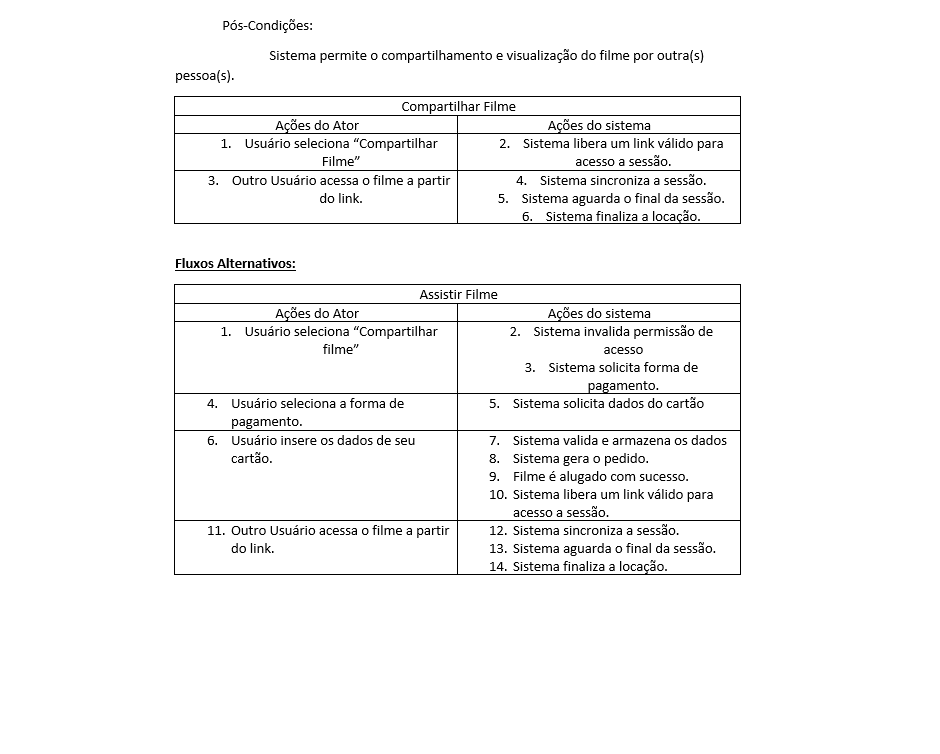 Pós-Condições:
Sistema permite o compartilhamento e visualização do filme por outra(s)
pessoa(s).
Compartilhar Filme
Ações do Ator
Ações do sistema
1. Usuário seleciona “Compartilhar
Filme”
2. Sistema libera um link válido para
acesso a sessão.
3. Outro Usuário acessa o filme a partir
do link.
4. Sistema sincroniza a sessão.
5. Sistema aguarda o final da sessão.
6. Sistema finaliza a locação.
Fluxos Alternativos:
Assistir Filme
Ações do Ator
Ações do sistema
1. Usuário seleciona “Compartilhar
filme”
2. Sistema invalida permissão de
acesso
3. Sistema solicita forma de
pagamento.
4. Usuário seleciona a forma de
pagamento.
5. Sistema solicita dados do cartão
6. Usuário insere os dados de seu
cartão.
7. Sistema valida e armazena os dados
8. Sistema gera o pedido.
9. Filme é alugado com sucesso.
10. Sistema libera um link válido para
acesso a sessão.
11. Outro Usuário acessa o filme a partir
do link.
12. Sistema sincroniza a sessão.
13. Sistema aguarda o final da sessão.
14. Sistema finaliza a locação.